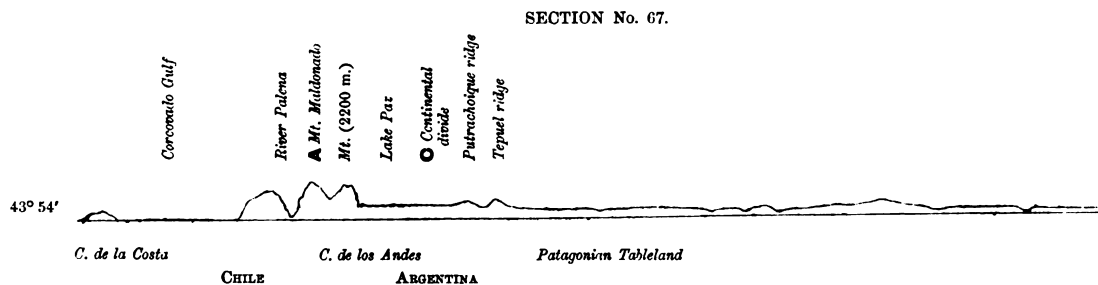 SECTION No. 67.
Corcovado Gulf
River Palena
A Mt. Maldonado
Mt. (2200 m.)
Lake Paz
O Continental
divide
Putrachoique ridge
Tepuel ridge
43° 54′
C. de la Costa
C. de los Andes
Patagonian Tableland
CHILE
ARGENTINA